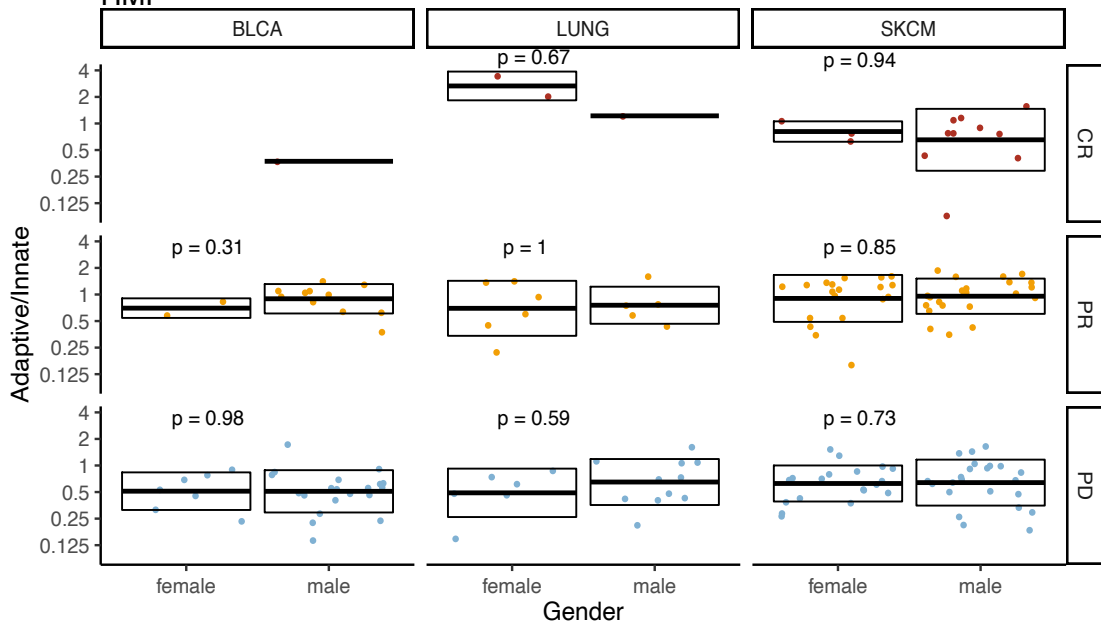 BLCA LUNG SKCM
p = 0.67 p = 0.94
4
2
1
0.5
0.25
0.125
CR
p = 0.31 p = 1 p = 0.85
4
2
1
0.5
0.25
0.125
PR
p = 0.98 p = 0.59 p = 0.73
4
2
1
0.5
0.25
0.125
PD
Adaptive/Innate
female male female male female male
Gender